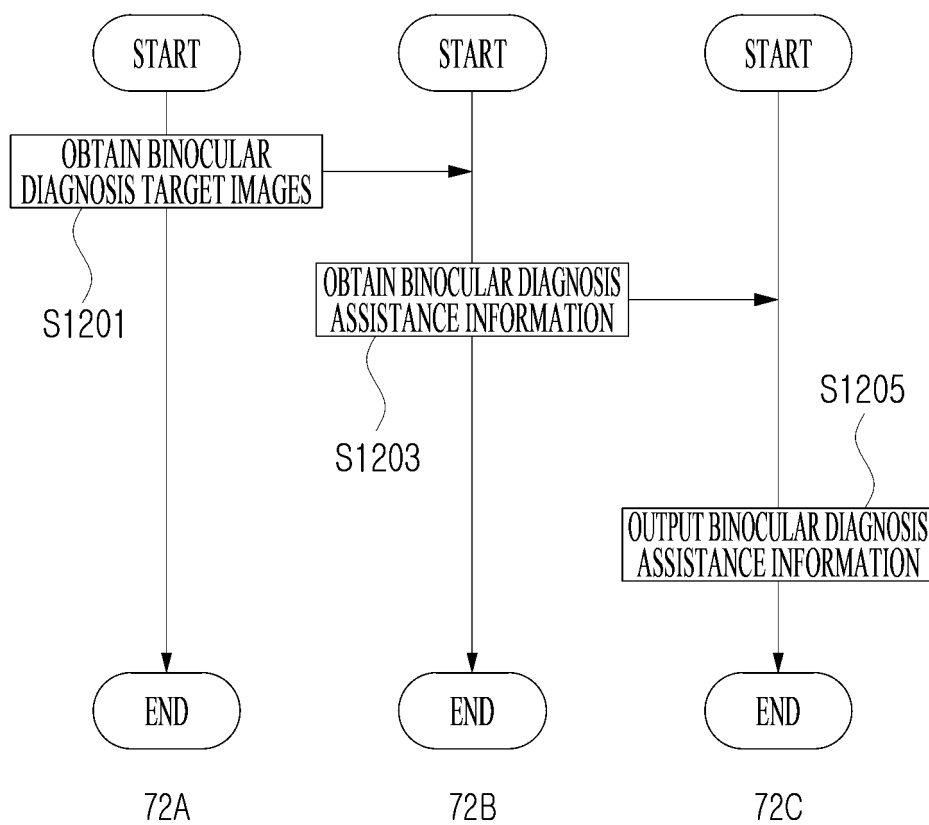 START
START
START
OBTAIN BINOCULAR
DIAGNOSIS TARGET IMAGES
S1201
OBTAIN BINOCULAR DIAGNOSIS
ASSISTANCE INFORMATION
S1203
S1205
OUTPUT BINOCULAR DIAGNOSIS
ASSISTANCE INFORMATION
END
END
END
72A
72B
72C